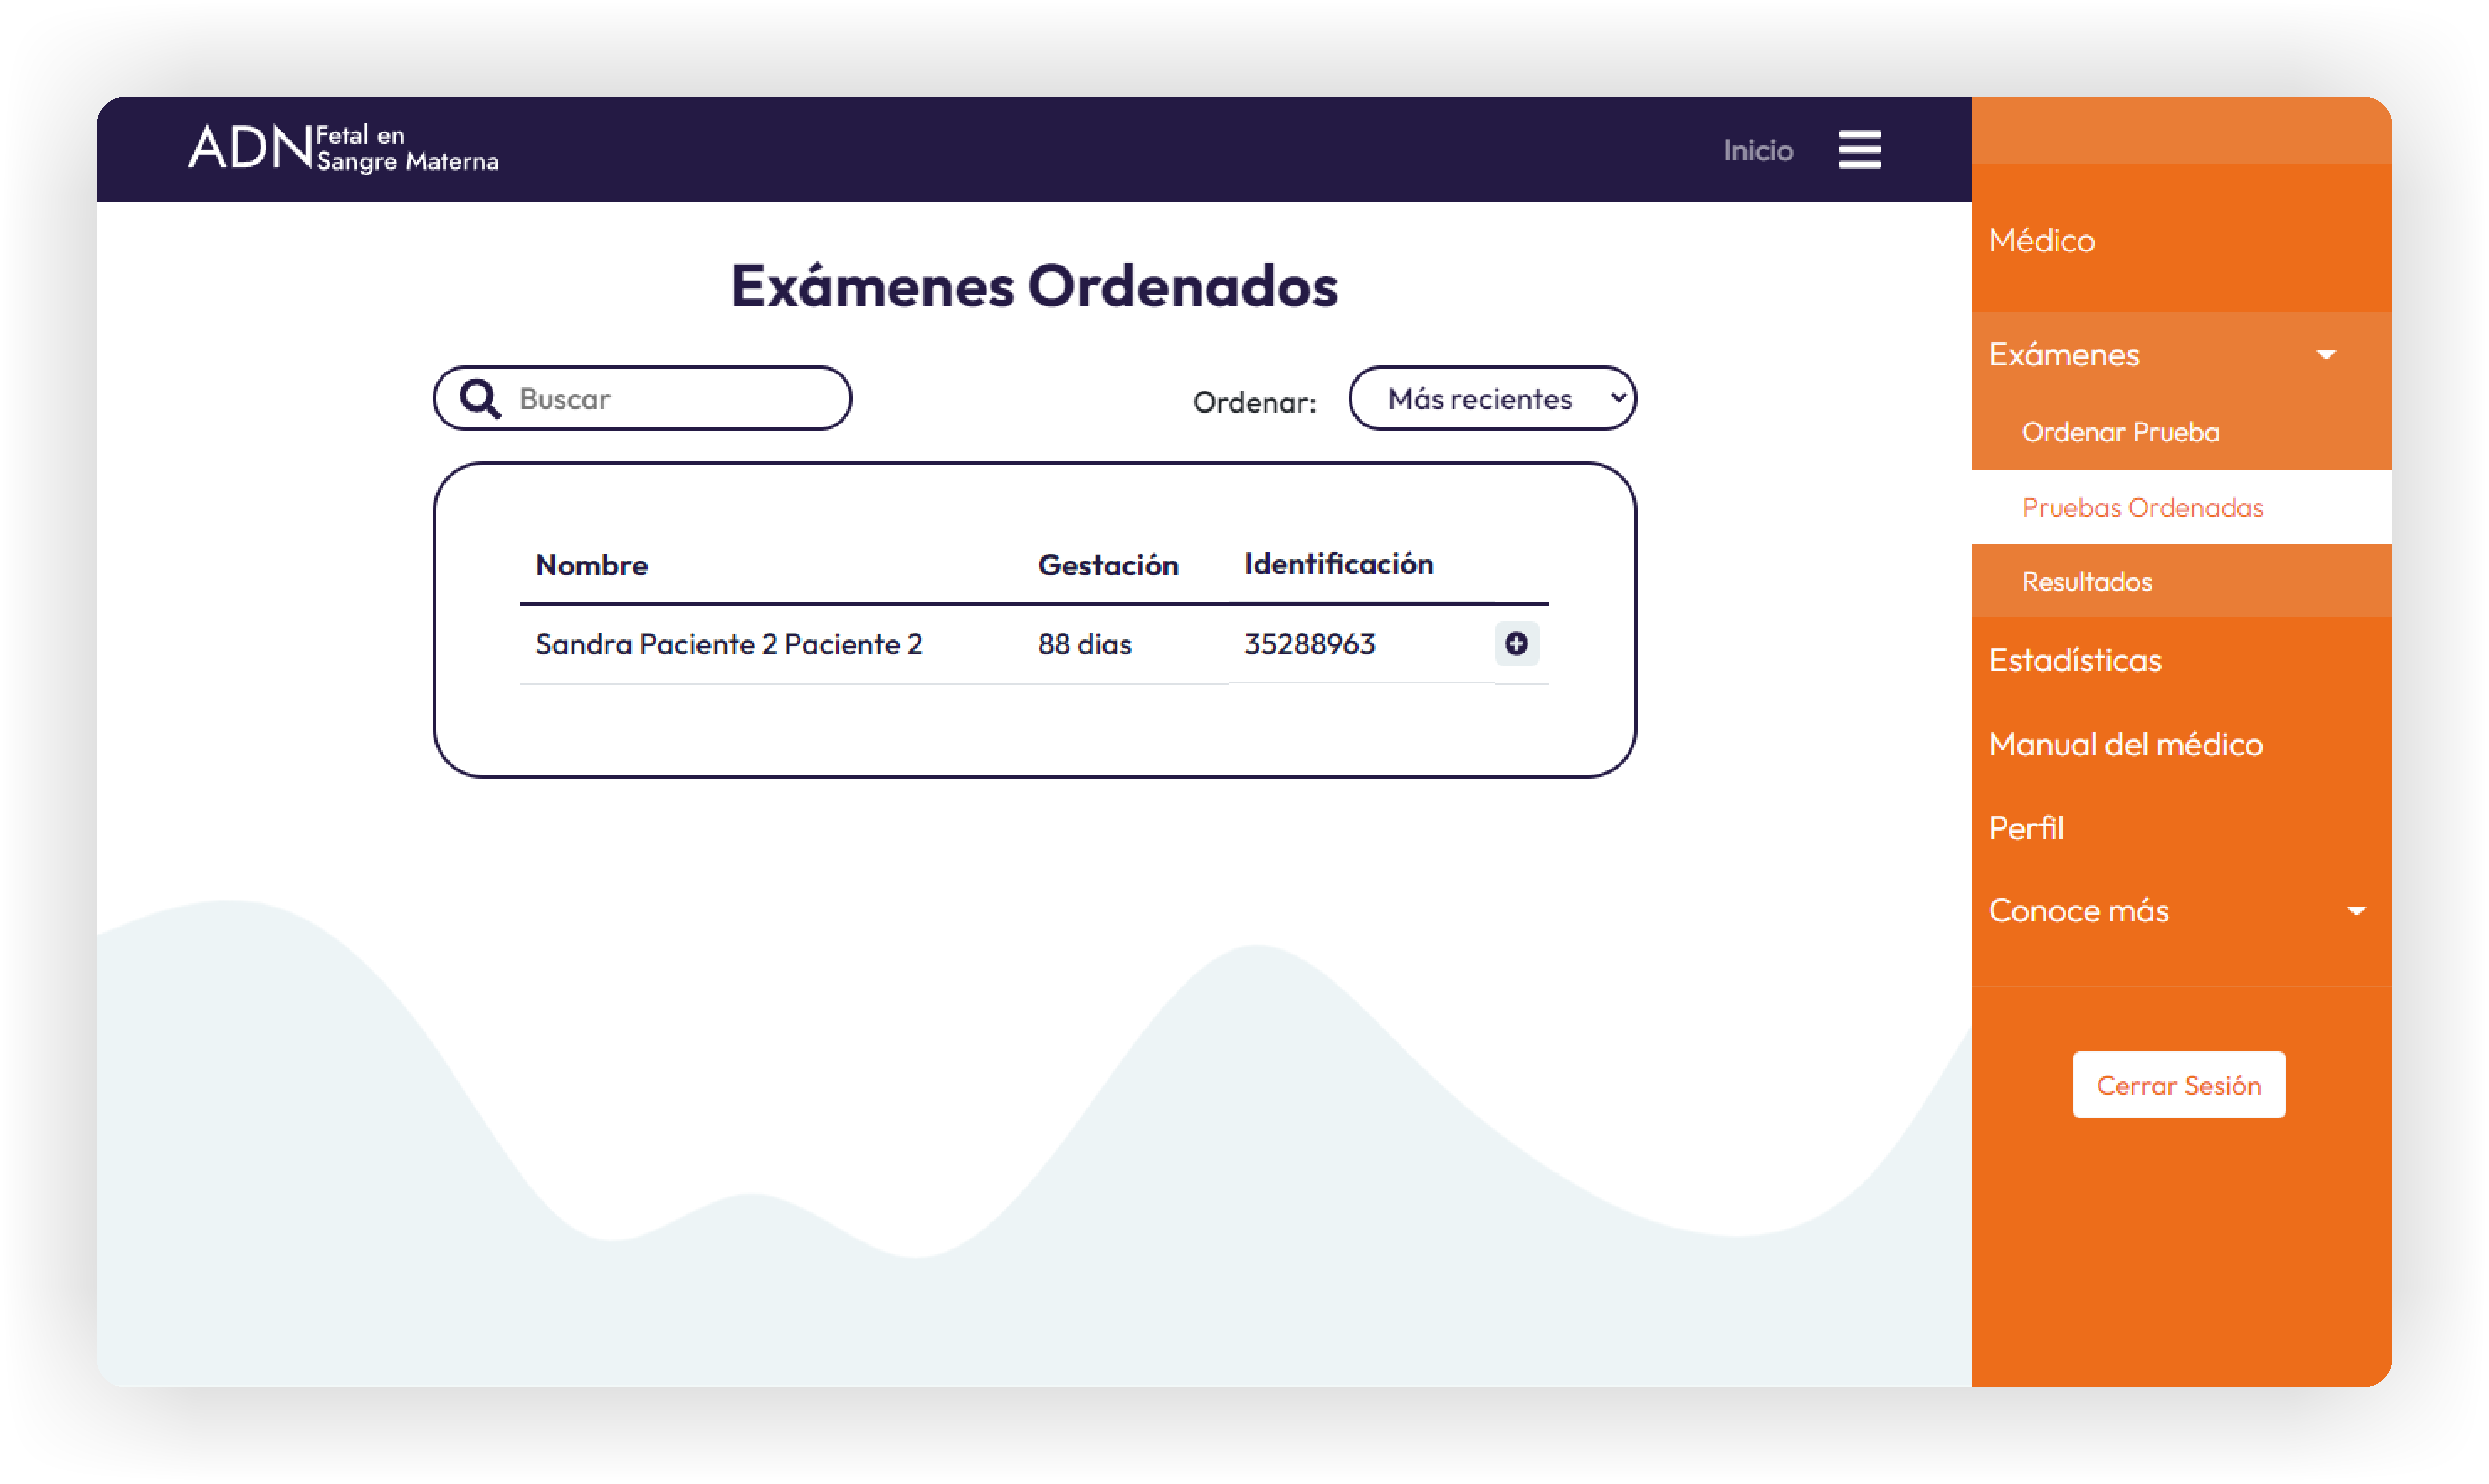 ADN Fetal en
Sangre Materna
Inicio
Exámenes Ordenados
Buscar
Ordenar: Más recientes
Nombre Gestación Identificación
Sandra Paciente 2 Paciente 2 88 dias 35288963
Médico
Exámenes
Ordenar Prueba
Pruebas Ordenadas
Resultados
Estadísticas
Manual del médico
Perfil
Conoce más
Cerrar Sesión